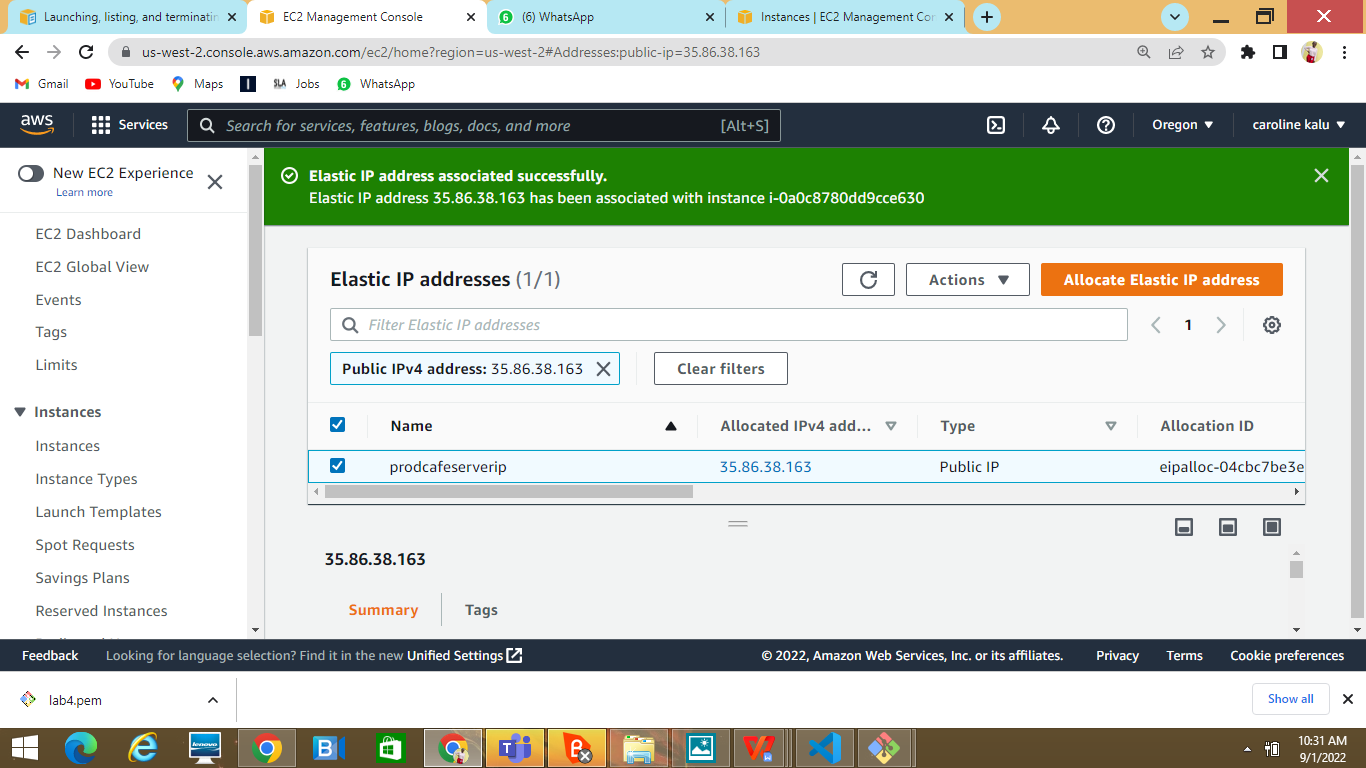 Launching, listing, and terminatin
EC2 Management Console
(6) WhatsApp
Instances | EC2 Management Con
us-west-2.console.aws.amazon.com/ec2/home?region=us-west-2#Addresses:public-ip=35.86.38.163
Gmail
YouTube
Maps
SLA Jobs
WhatsApp
aws
Services
Search for services, features, blogs, docs, and more
[Alt+S]
Oregon
caroline kalu
New EC2 Experience
Learn more
EC2 Dashboard
EC2 Global View
Events
Tags
Limits
Instances
Instances
Instance Types
Launch Templates
Spot Requests
Savings Plans
Reserved Instances
Elastic IP address associated successfully.
Elastic IP address 35.86.38.163 has been associated with instance i-0a0c8780dd9cce630
Elastic IP addresses (1/1)
Actions
Allocate Elastic IP address
Filter Elastic IP addresses
1
Public IPv4 address: 35.86.38.163
Clear filters
Name
Allocated IPv4 add...
Type
Allocation ID
prodcafeserverip
35.86.38.163
Public IP
eipalloc-04cbc7be3e
35.86.38.163
Summary
Tags
Feedback
Looking for language selection? Find it in the new Unified Settings
© 2022, Amazon Web Services, Inc. or its affiliates.
Privacy
Terms
Cookie preferences
lab4.pem
Show all
lenovo
10:31 AM
9/1/2022